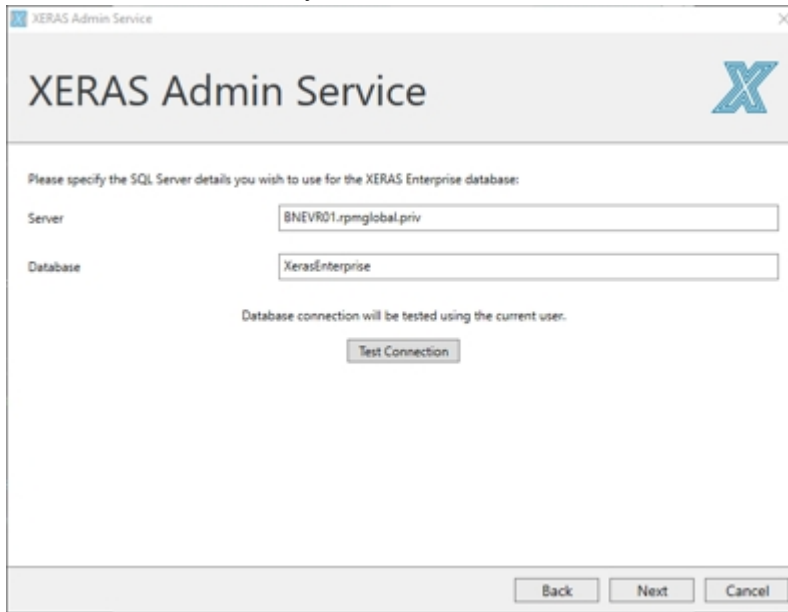 XERAS Admin Service
XERAS Admin Service
Please specify the SQL Server details you wish to use for the XERAS Enterprise database:
Server
BNEVR01.rpmglobal.priv
Database
XerasEnterprise
Database connection will be tested using the current user.
Test Connection
Back Next Cancel